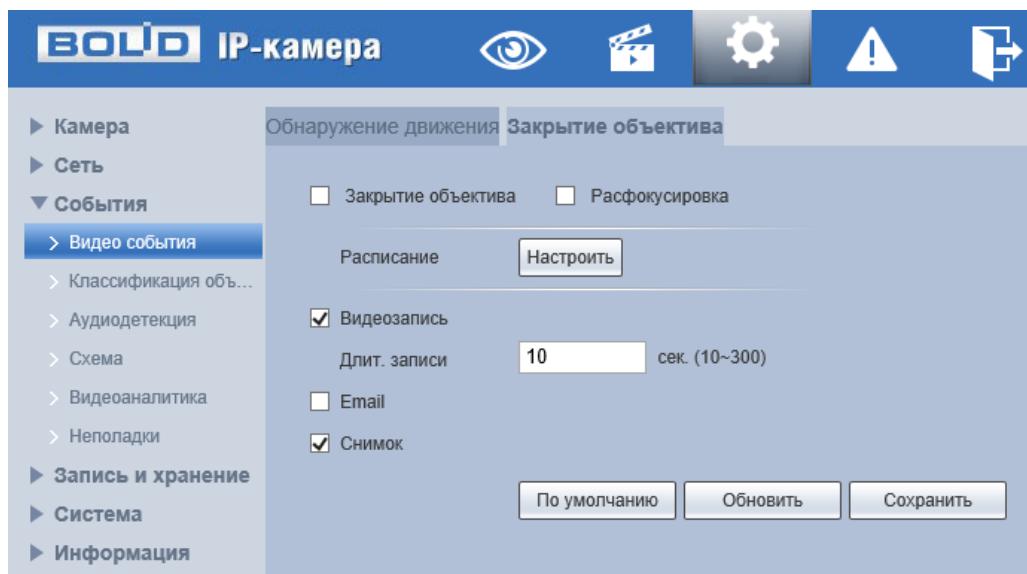 BOLID IP-камера
Камера
Сеть
События
Видео события
Классификация объ...
Аудиодетекция
Схема
Видеоаналитика
Неполадки
Запись и хранение
Система
Информация
Обнаружение движения Закрытие объектива
Закрытие объектива Расфокусировка
Расписание Настроить
Видеозапись
Длит. записи 10 сек. (10~300)
Email
Снимок
По умолчанию Обновить Сохранить